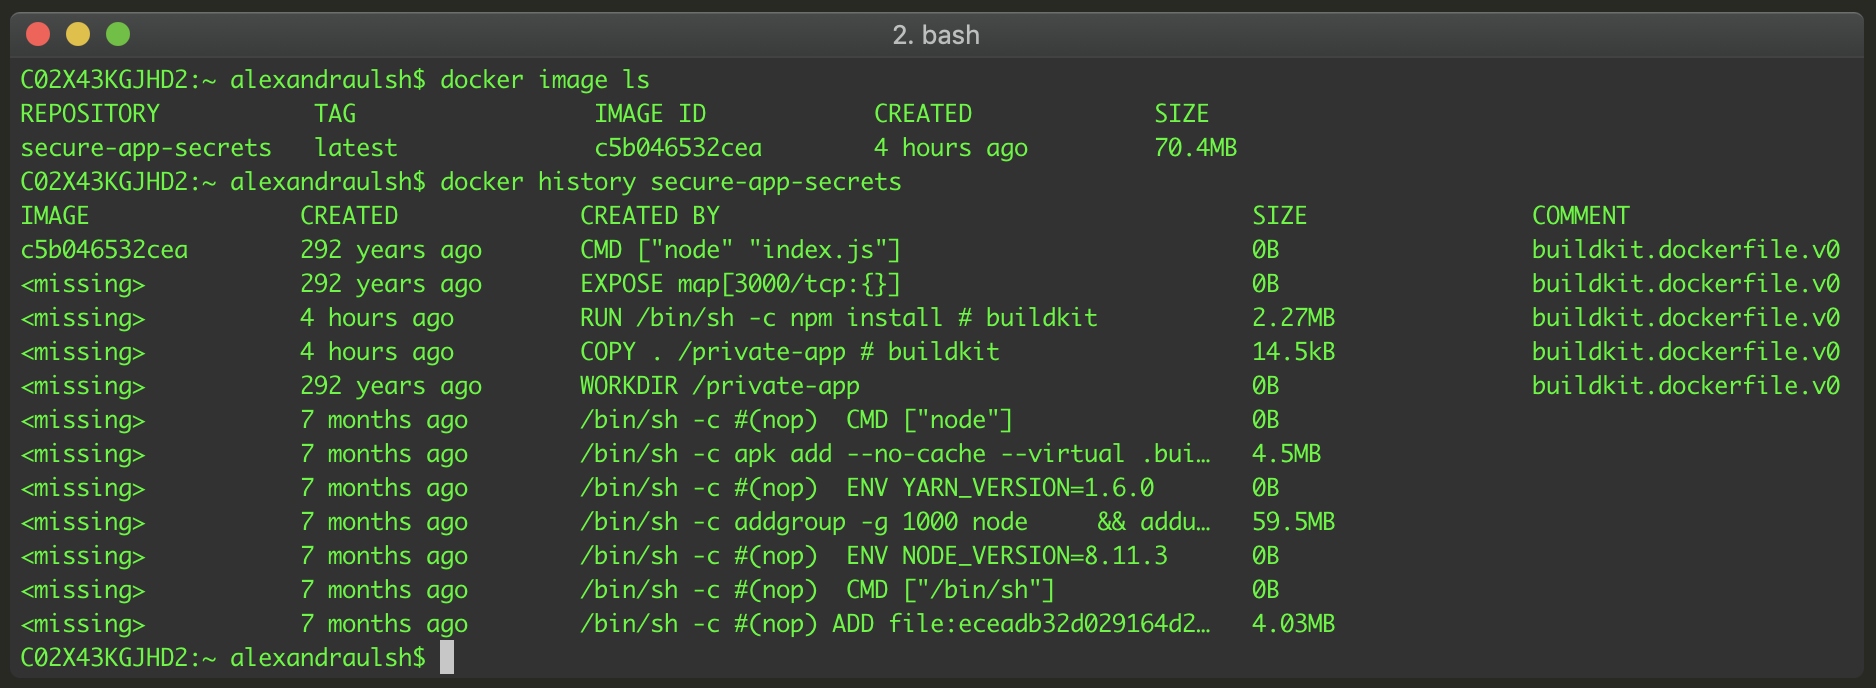 2. bash
C02X43KGJHD2:~ alexandraulsh$ docker image ls
REPOSITORY TAG IMAGE ID CREATED SIZE
secure-app-secrets latest c5b046532cea 4 hours ago 70.4MB
C02X43KGJHD2:~ alexandraulsh$ docker history secure-app-secrets
IMAGE CREATED CREATED BY SIZE COMMENT
c5b046532cea 292 years ago CMD ["node" "index.js"] 0B buildkit.dockerfile.v0
<missing> 292 years ago EXPOSE map[3000/tcp:{}] 0B buildkit.dockerfile.v0
<missing> 4 hours ago RUN /bin/sh -c npm install # buildkit 2.27MB buildkit.dockerfile.v0
<missing> 4 hours ago COPY . /private-app # buildkit 14.5kB buildkit.dockerfile.v0
<missing> 292 years ago WORKDIR /private-app 0B buildkit.dockerfile.v0
<missing> 7 months ago /bin/sh -c #(nop)  CMD ["node"] 0B
<missing> 7 months ago /bin/sh -c apk add --no-cache --virtual .bui… 4.5MB
<missing> 7 months ago /bin/sh -c #(nop)  ENV YARN_VERSION=1.6.0 0B
<missing> 7 months ago /bin/sh -c addgroup -g 1000 node     && addu… 59.5MB
<missing> 7 months ago /bin/sh -c #(nop)  ENV NODE_VERSION=8.11.3 0B
<missing> 7 months ago /bin/sh -c #(nop)  CMD ["/bin/sh"] 0B
<missing> 7 months ago /bin/sh -c #(nop) ADD file:eceadb32d029164d2… 4.03MB
C02X43KGJHD2:~ alexandraulsh$